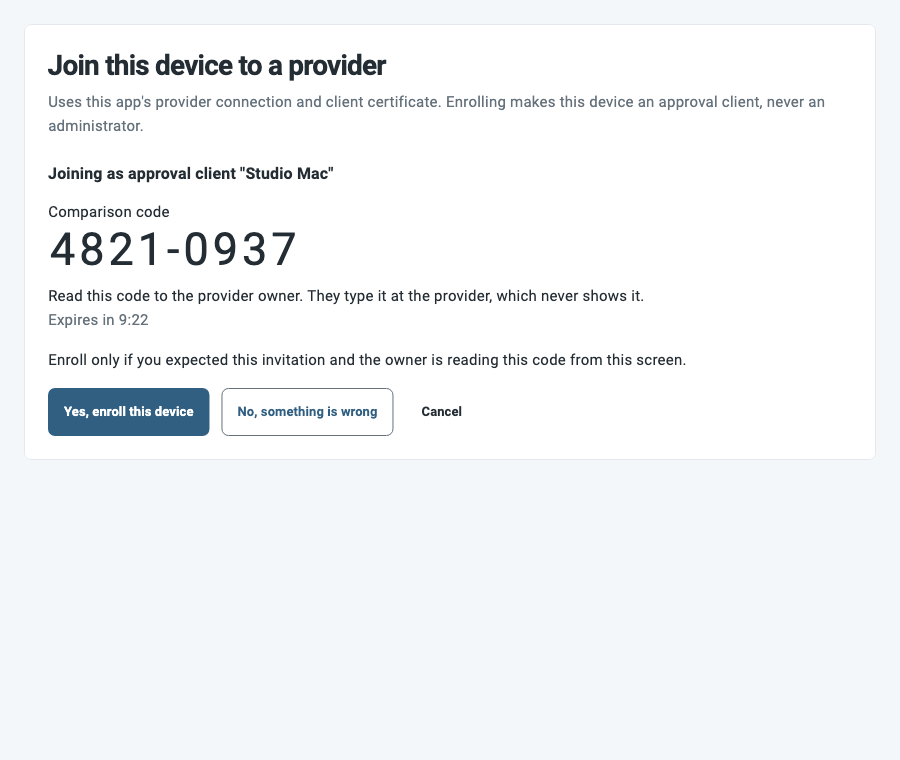 Join this device to a provider
Uses this app's provider connection and client certificate. Enrolling makes this device an approval client, never an
administrator.
Joining as approval client "Studio Mac"
Comparison code
4821-0937
Read this code to the provider owner. They type it at the provider, which never shows it.
Expires in 9:22
Enroll only if you expected this invitation and the owner is reading this code from this screen.
Yes, enroll this device
No, something is wrong
Cancel